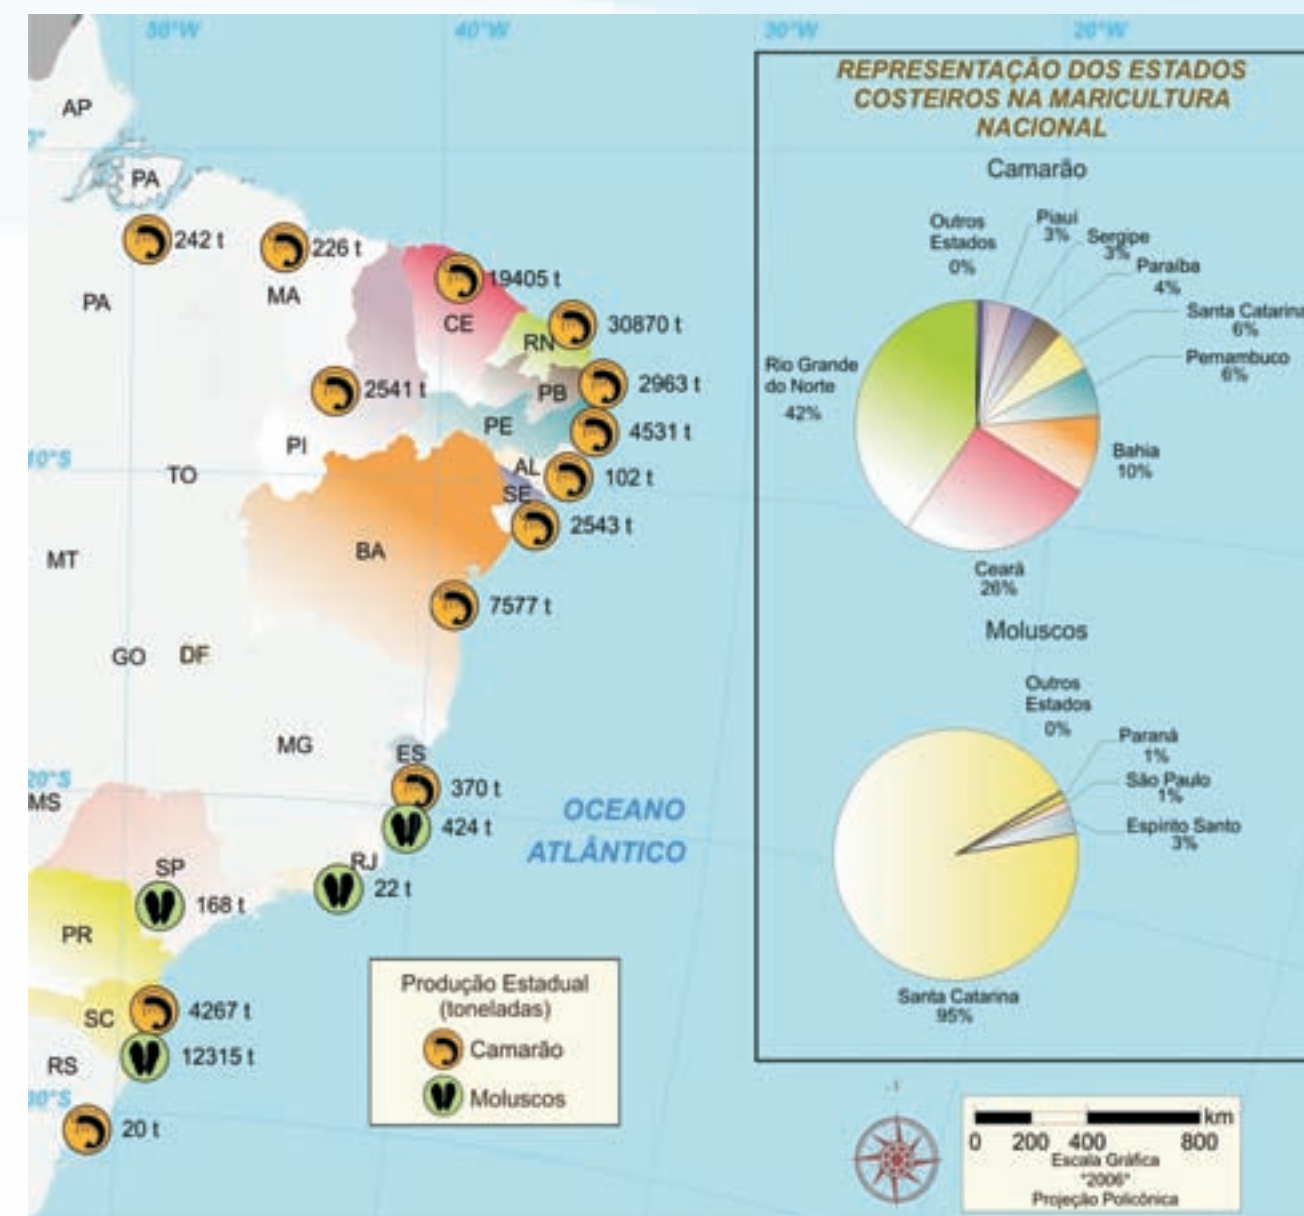 50°W
40°W
30°W
20°W
REPRESENTAÇÃO DOS ESTADOS
COSTEIROS NA MARICULTURA
NACIONAL
Camarão
Outros
Estados
0%
Piauí
3%
Sergipe
3%
Paraíba
4%
Santa Catarina
6%
Pernambuco
6%
Bahia
10%
Ceará
26%
Rio Grande
do Norte
42%
Moluscos
Outros
Estados
0%
Paraná
1%
São Paulo
1%
Espírito Santo
3%
Santa Catarina
95%
AP
0°
PA
242 t
226 t
PA
MA
19405 t
CE
30870 t
RN
2541 t
PB
2963 t
PI
PE
4531 t
10°S
TO
AL
102 t
SE
2543 t
MT
BA
7577 t
GO
DF
MG
ES
370 t
20°S
MS
424 t
OCEANO
ATLÂNTICO
SP
RJ
22 t
168 t
PR
SC
4267 t
12315 t
RS
30°S
20 t
Produção Estadual
(toneladas)
Camarão
Moluscos
km
0 200 400 800
Escala Gráfica
"2006"
Projeção Policônica